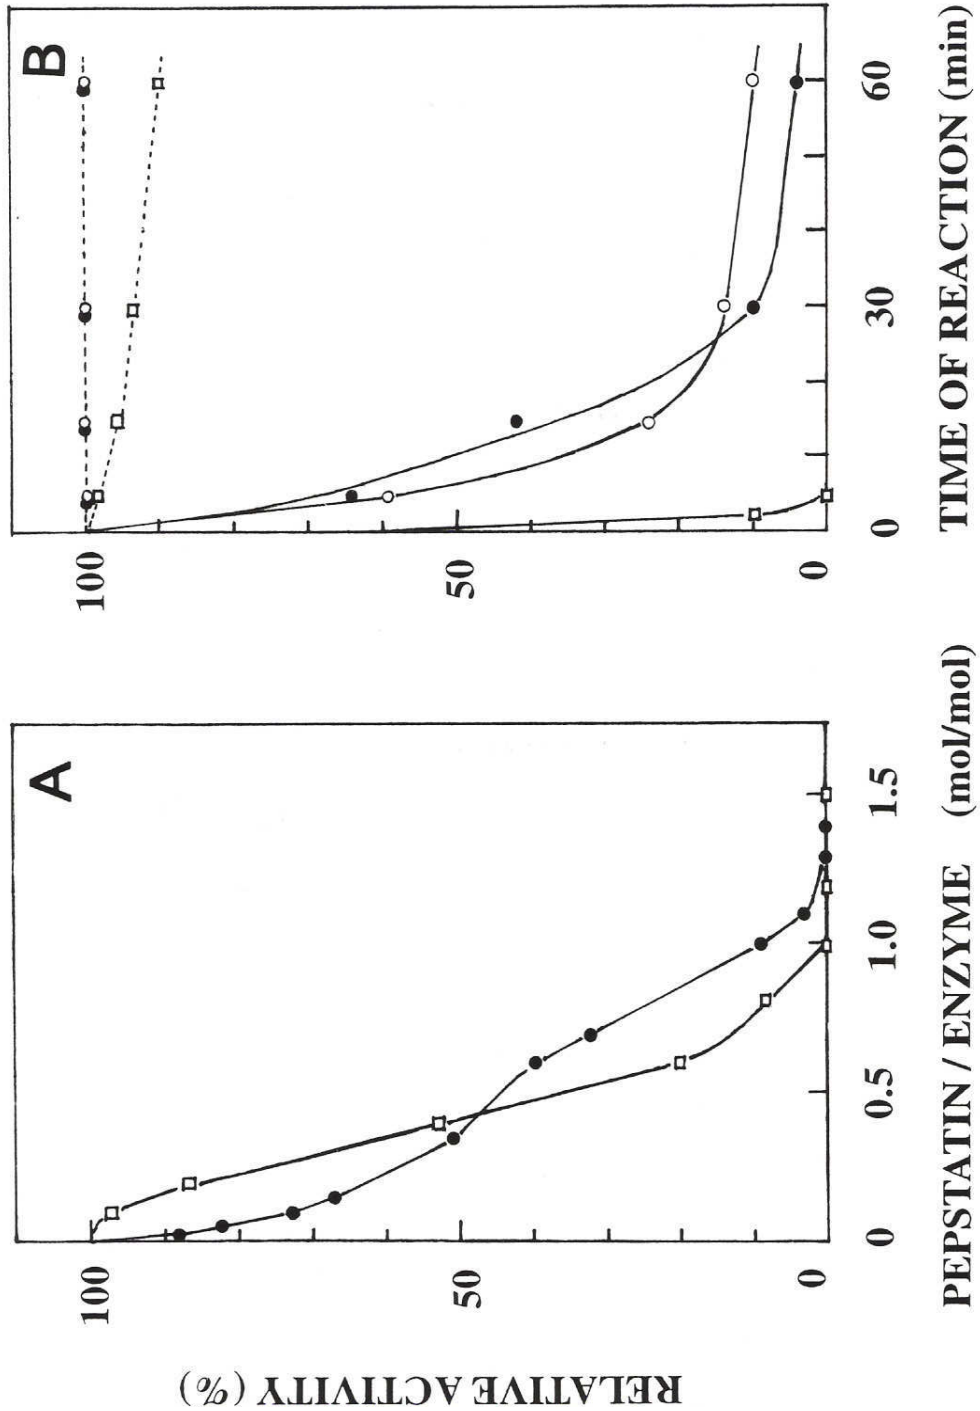 A
B
100
50
0
100
50
0
0
0.5
1.0
1.5
0
30
60
RELATIVE ACTIVITY (%)
PEPSTATIN / ENZYME (mol/mol)
TIME OF REACTION (min)